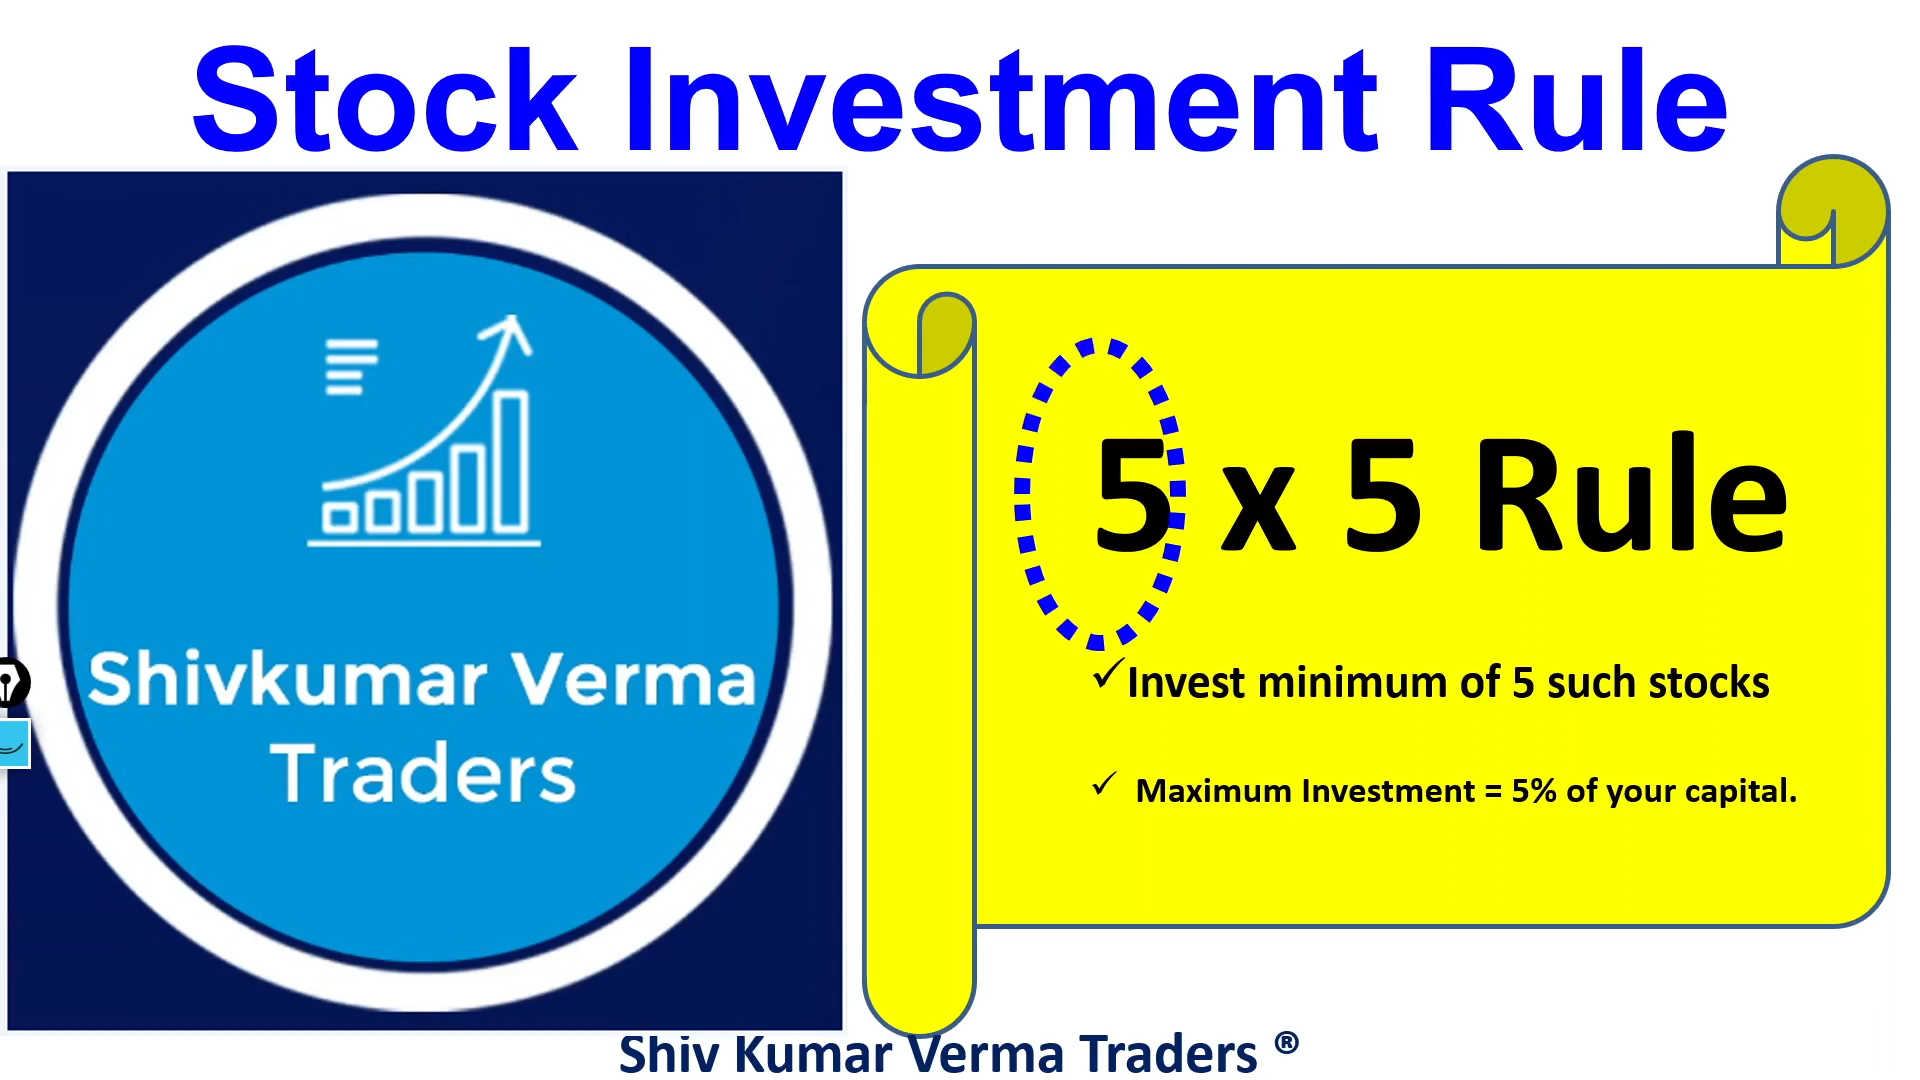 Stock Investment Rule
Shivkumar Verma
Traders
5 x 5 Rule
✓Invest minimum of 5 such stocks
✓ Maximum Investment = 5% of your capital.
Shiv Kumar Verma Traders ®